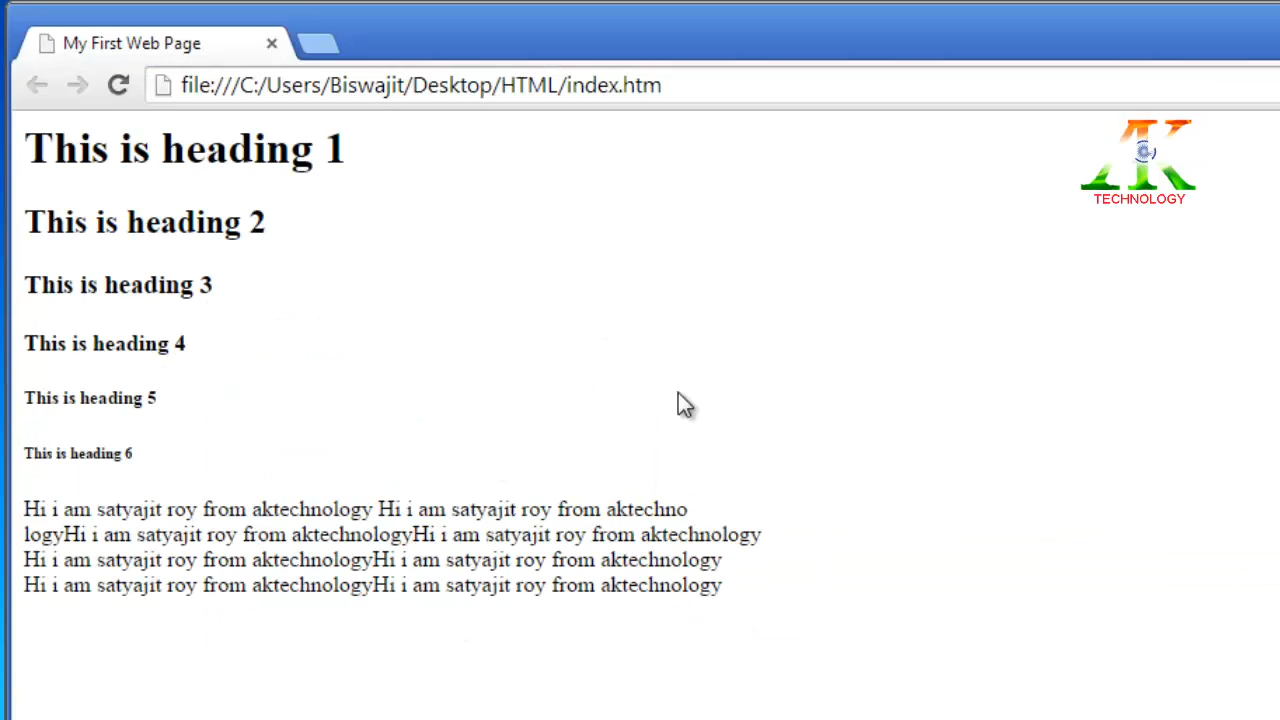 My First Web Page
file:///C:/Users/Biswajit/Desktop/HTML/index.htm
This is heading 1
AK
TECHNOLOGY
This is heading 2
This is heading 3
This is heading 4
This is heading 5
This is heading 6
Hi i am satyajit roy from aktechnology Hi i am satyajit roy from aktechno
logyHi i am satyajit roy from aktechnologyHi i am satyajit roy from aktechnology
Hi i am satyajit roy from aktechnologyHi i am satyajit roy from aktechnology
Hi i am satyajit roy from aktechnologyHi i am satyajit roy from aktechnology